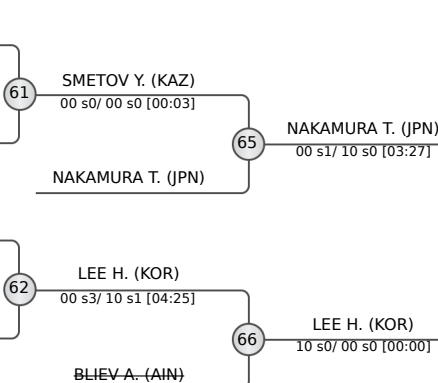 61
SMETOV Y. (KAZ)
00 s0/ 00 s0 [00:03]
65
NAKAMURA T. (JPN)
00 s1/ 10 s0 [03:27]
NAKAMURA T. (JPN)
62
LEE H. (KOR)
00 s3/ 10 s1 [04:25]
66
LEE H. (KOR)
10 s0/ 00 s0 [00:00]
BLIEV A. (AIN)